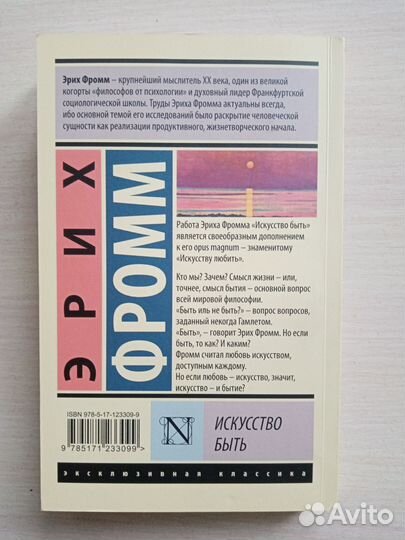 Эрих Фромм – крупнейший мыслитель XX века, один из великой
когорты «философов от психологии» и духовный лидер Франкфуртской
социологической школы. Труды Эриха Фромма актуальны всегда,
ибо основной темой его исследований было раскрытие человеческой
сущности как реализации продуктивного, жизнетворческого начала.
ЭРИХ
ФРОММ
Работа Эриха Фромма «Искусство быть»
является своеобразным дополнением
к его opus magnum – знаменитому
«Искусству любить».
Кто мы? Зачем? Смысл жизни – или,
точнее, смысл бытия – основной вопрос
всей мировой философии.
«Быть иль не быть?» – вопрос вопросов,
заданный некогда Гамлетом.
«Быть», – говорит Эрих Фромм. Но если
быть, то как? И каким?
Фромм считал любовь искусством,
доступным каждому.
Но если любовь – искусство, значит,
искусство – и бытие?
ISBN 978-5-17-123309-9
9 785171 233099 >
N
ИСКУССТВО
БЫТЬ
эксклюзивная классика
Avito